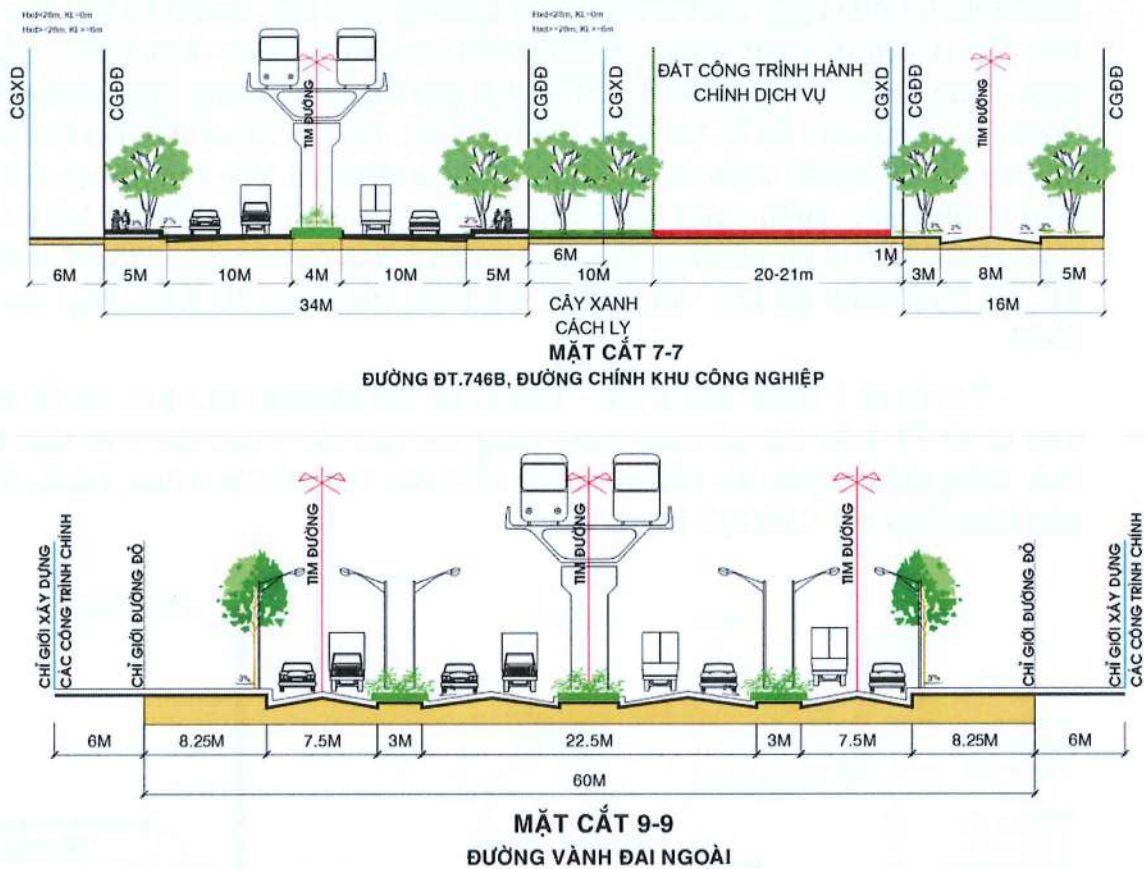 Hxd<28m, KL=0m
Hxd>=28m, KL>=6m
Hxd<28m, KL=0m
Hxd>=28m, KL>=6m
CGXD
CGĐĐ
TIM ĐƯỜNG
CGĐĐ
CGXD
ĐẤT CÔNG TRÌNH HÀNH
CHÍNH DỊCH VỤ
CGXD
CGĐĐ
TIM ĐƯỜNG
CGĐĐ
2%
2%
2%
2%
6M
1M
6M
5M
10M
4M
10M
5M
10M
20-21m
3M
8M
5M
34M
CÂY XANH
CÁCH LY
16M
MẶT CẮT 7-7
ĐƯỜNG ĐT.746B, ĐƯỜNG CHÍNH KHU CÔNG NGHIỆP
CHỈ GIỚI XÂY DỰNG
CÁC CÔNG TRÌNH CHÍNH
CHỈ GIỚI ĐƯỜNG ĐỎ
TIM ĐƯỜNG
TIM ĐƯỜNG
TIM ĐƯỜNG
CHỈ GIỚI ĐƯỜNG ĐỎ
CHỈ GIỚI XÂY DỰNG
CÁC CÔNG TRÌNH CHÍNH
3%
3%
6M
8.25M
7.5M
3M
22.5M
3M
7.5M
8.25M
6M
60M
MẶT CẮT 9-9
ĐƯỜNG VÀNH ĐAI NGOÀI